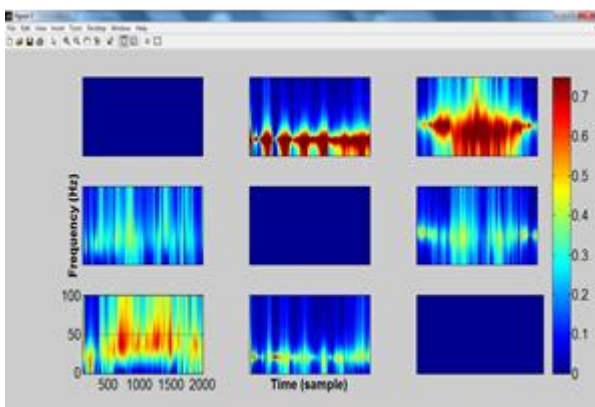 Figure 1
File Edit View Insert Tools Desktop Window Help
0.7
0.6
0.5
0.4
0.3
0.2
0.1
0
Frequency (Hz)
100
50
0
500 1000 1500 2000
Time (sample)